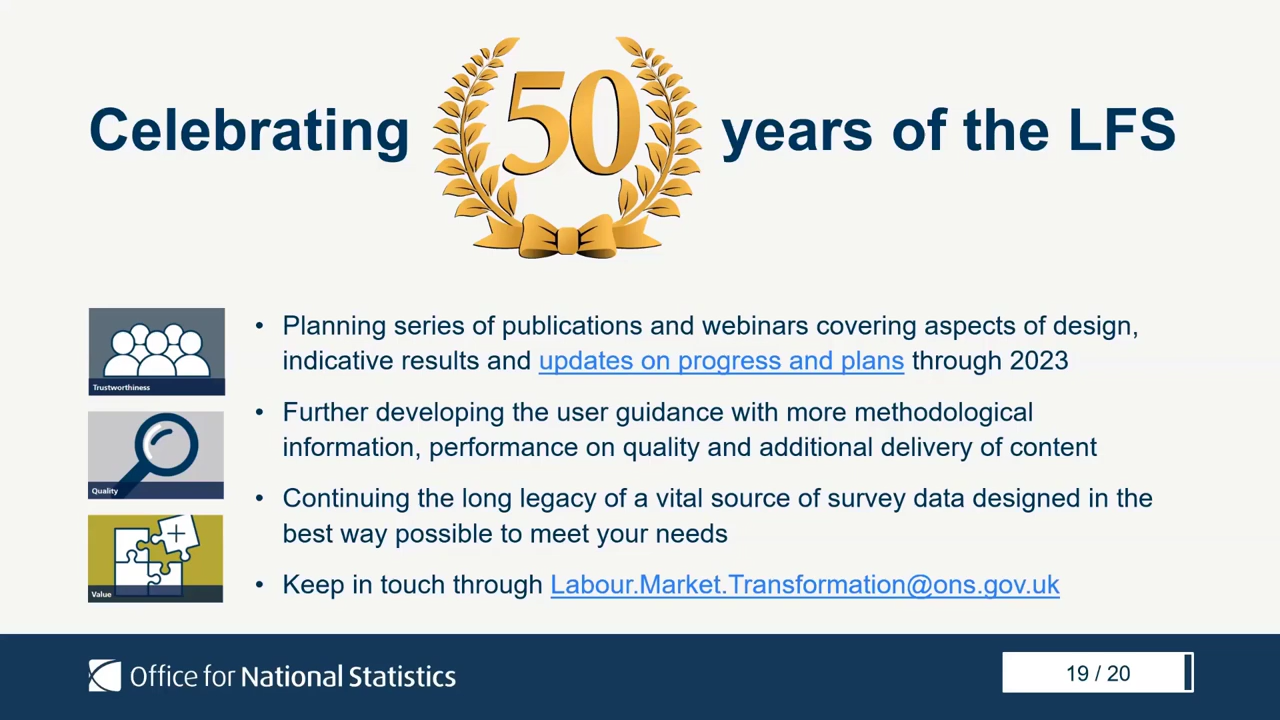 Celebrating 50 years of the LFS
Trustworthiness
Quality
Value
• Planning series of publications and webinars covering aspects of design,
indicative results and updates on progress and plans through 2023
• Further developing the user guidance with more methodological
information, performance on quality and additional delivery of content
• Continuing the long legacy of a vital source of survey data designed in the
best way possible to meet your needs
• Keep in touch through Labour.Market.Transformation@ons.gov.uk
Office for National Statistics
19 / 20